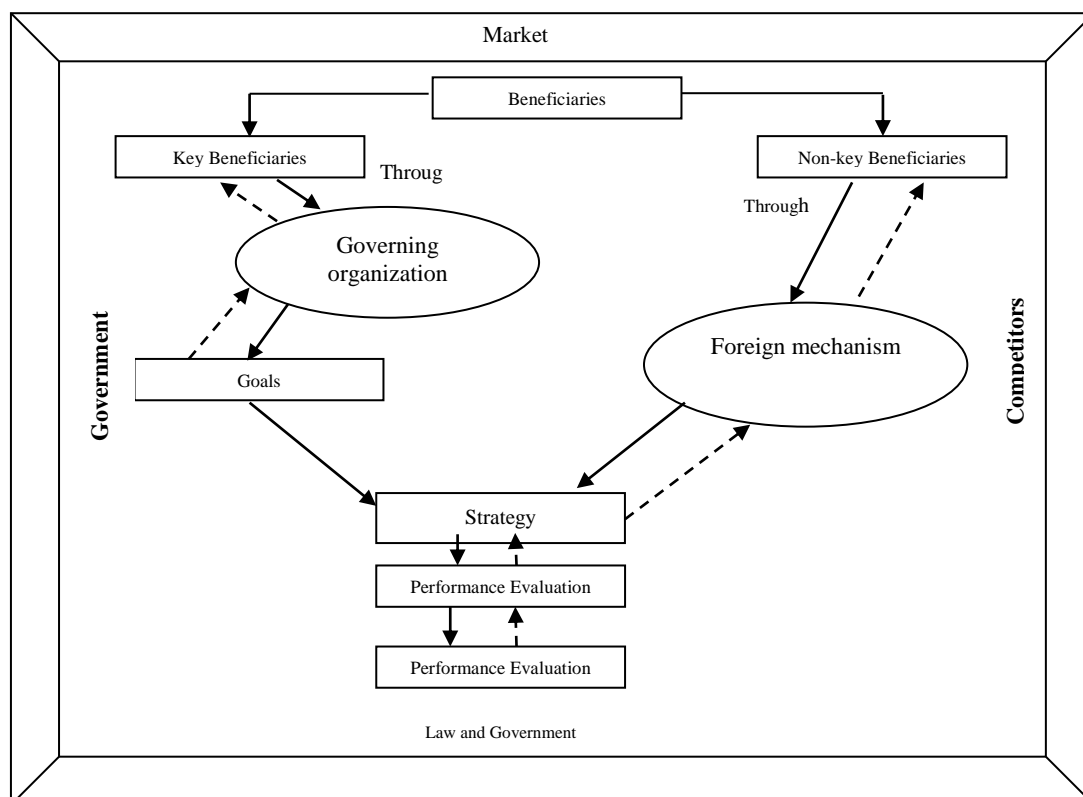 Market
Beneficiaries
Key Beneficiaries
Non-key Beneficiaries
Throug
Through
Governing
organization
Foreign mechanism
Government
Competitors
Goals
Strategy
Performance Evaluation
Performance Evaluation
Law and Government